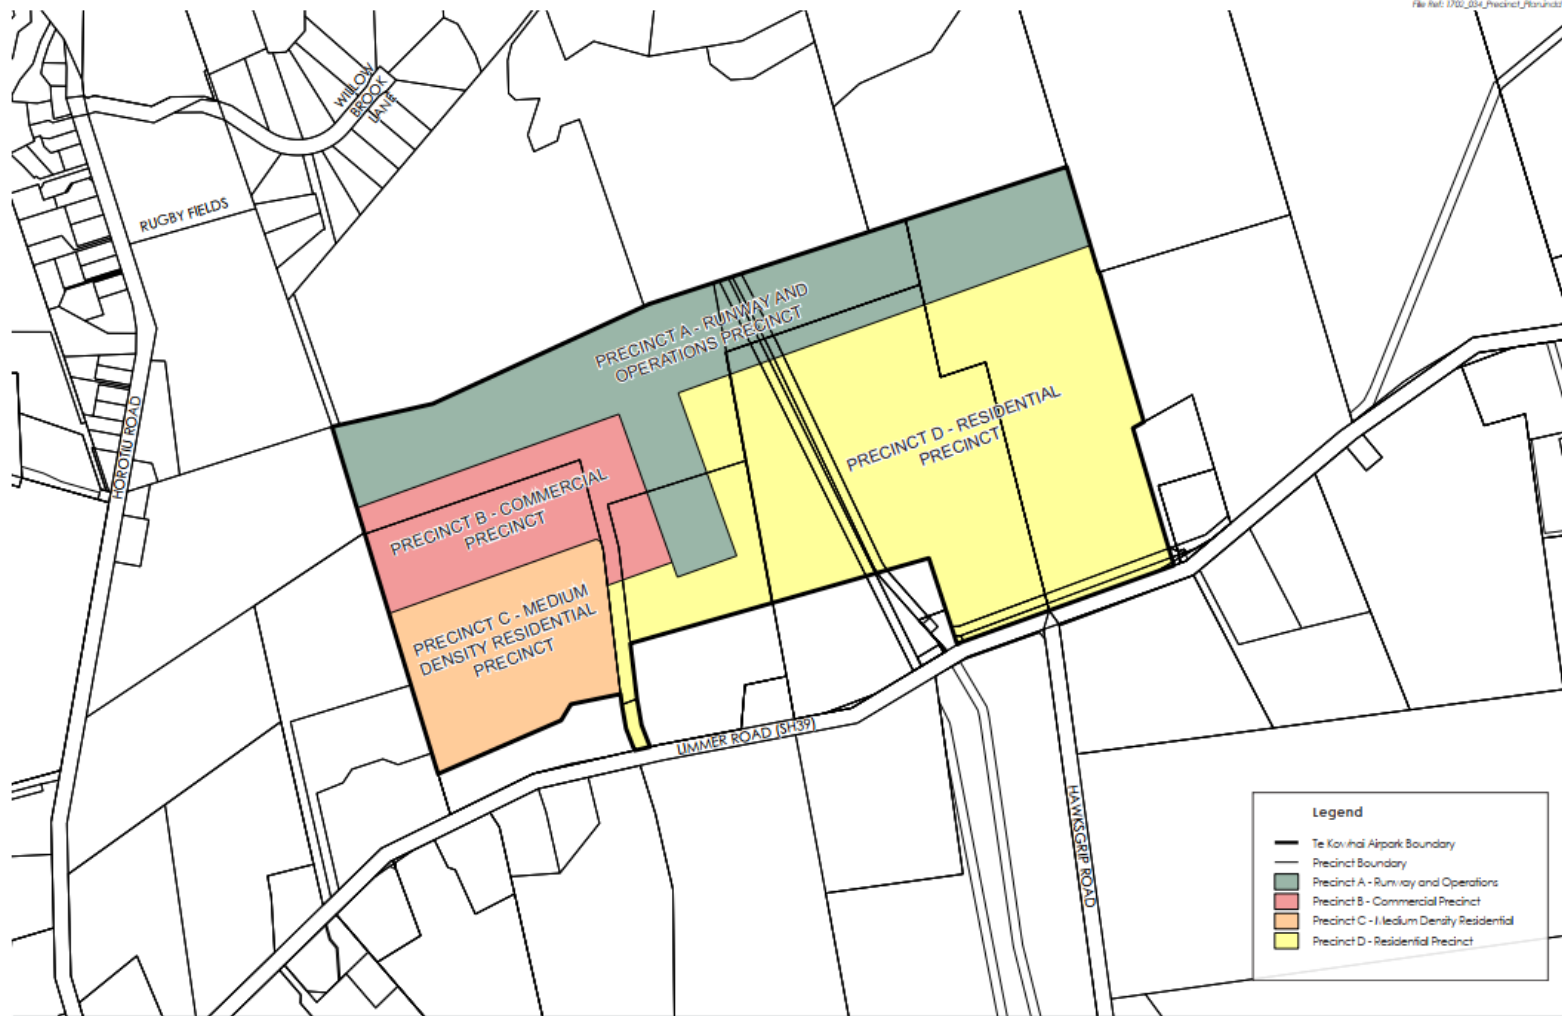 File Ref: 1702_034_Precinct_Planindd
WILLOW
BROOK
LANE
RUGBY FIELDS
HOROTIU ROAD
PRECINCT A - RUNWAY AND
OPERATIONS PRECINCT
PRECINCT D - RESIDENTIAL
PRECINCT
PRECINCT B - COMMERCIAL
PRECINCT
PRECINCT C - MEDIUM
DENSITY RESIDENTIAL
PRECINCT
LIMMER ROAD (SH39)
HAWKSGRIP ROAD
Legend
Te Kowhai Airpark Boundary
Precinct Boundary
Precinct A - Runway and Operations
Precinct B - Commercial Precinct
Precinct C - Medium Density Residential
Precinct D - Residential Precinct